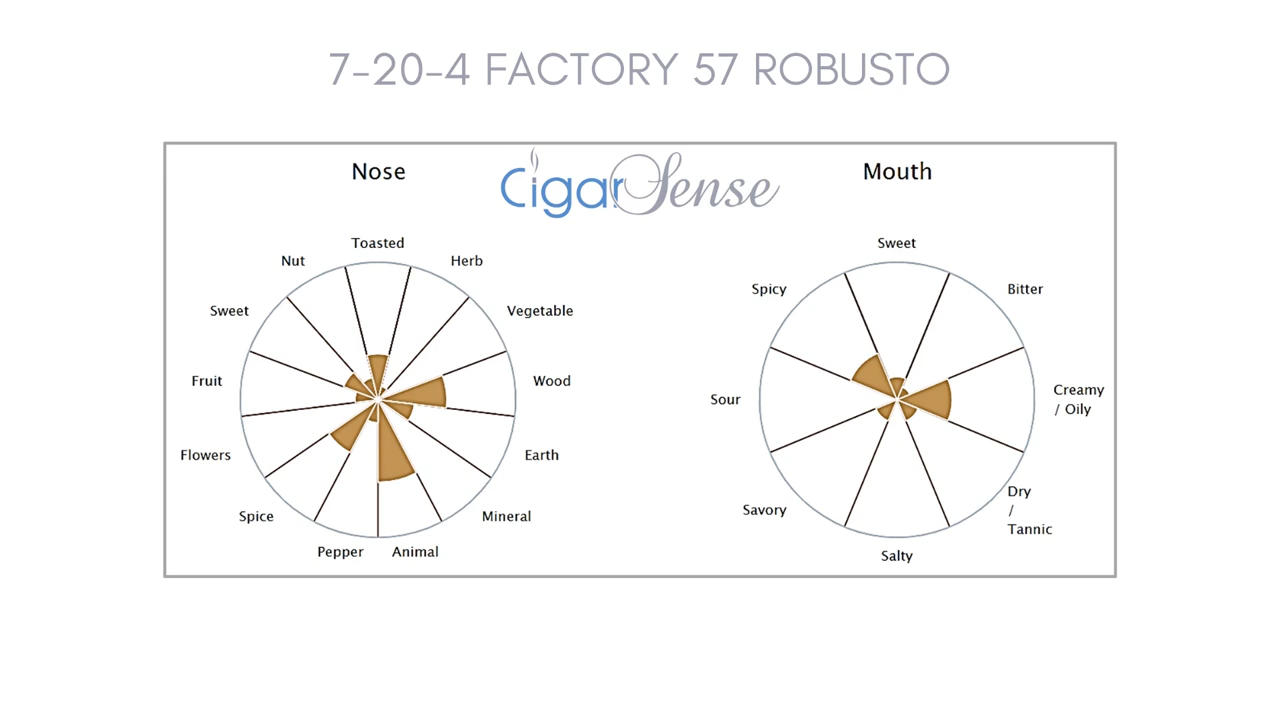 7-20-4 FACTORY 57 ROBUSTO
Nose
CigarSense
Mouth
Toasted
Nut
Herb
Sweet
Vegetable
Fruit
Wood
Flowers
Earth
Spice
Mineral
Pepper
Animal
Sweet
Spicy
Bitter
Sour
Creamy
/ Oily
Savory
Dry
/
Tannic
Salty